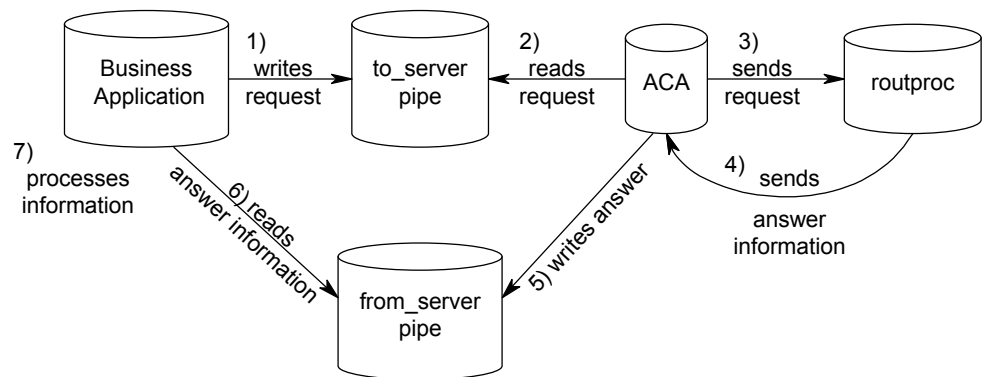 Business
Application
1)
writes
request
to_server
pipe
2)
reads
request
ACA
3)
sends
request
routproc
4)
sends
answer
information
5) writes answer
6) reads
answer information
7)
processes
information
from_server
pipe